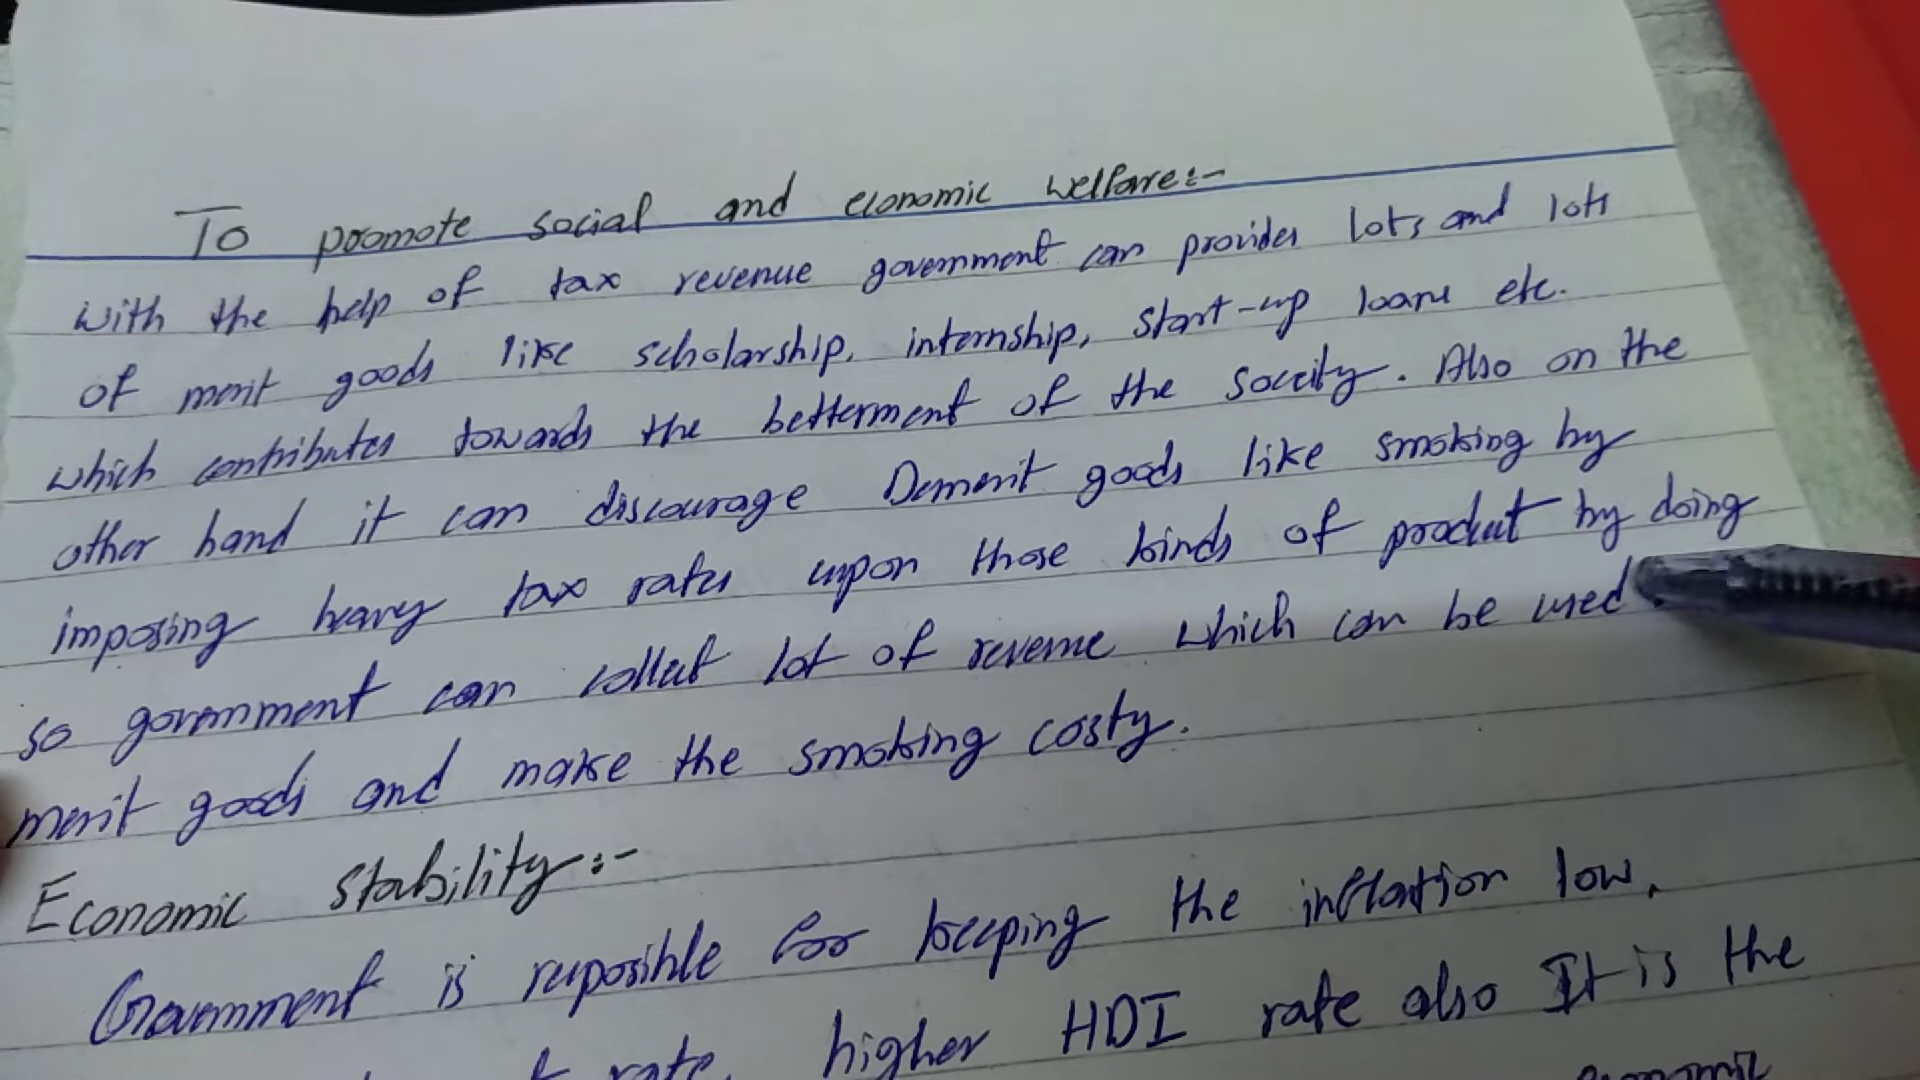 To promote social and economic welfare:-
with the help of tax revenue government can provides lots and lots
of merit goods like scholarship, internship, start-up loans etc.
which contributes towards the betterment of the soceity. Also on the
other hand it can discourage Demerit goods like smoking by
imposing heavy tax rates upon those kinds of product by doing
so government can collect lot of revenue which can be used
merit goods and make the smoking costy.
Economic Stability:-
Government is reposible for keeping the inflation low,
rate, higher HDI rate also It is the